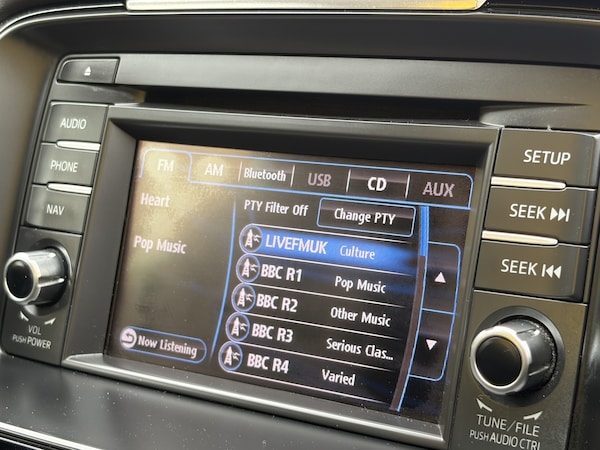 AUDIO
PHONE
NAV
VOL
PUSH POWER
FM AM Bluetooth USB CD AUX
Heart
Pop Music
PTY Filter Off Change PTY
LIVEFMUK Culture
BBC R1 Pop Music
BBC R2 Other Music
BBC R3 Serious Clas...
BBC R4 Varied
Now Listening
SETUP
SEEK
SEEK
TUNE/FILE
PUSH AUDIO CTRL